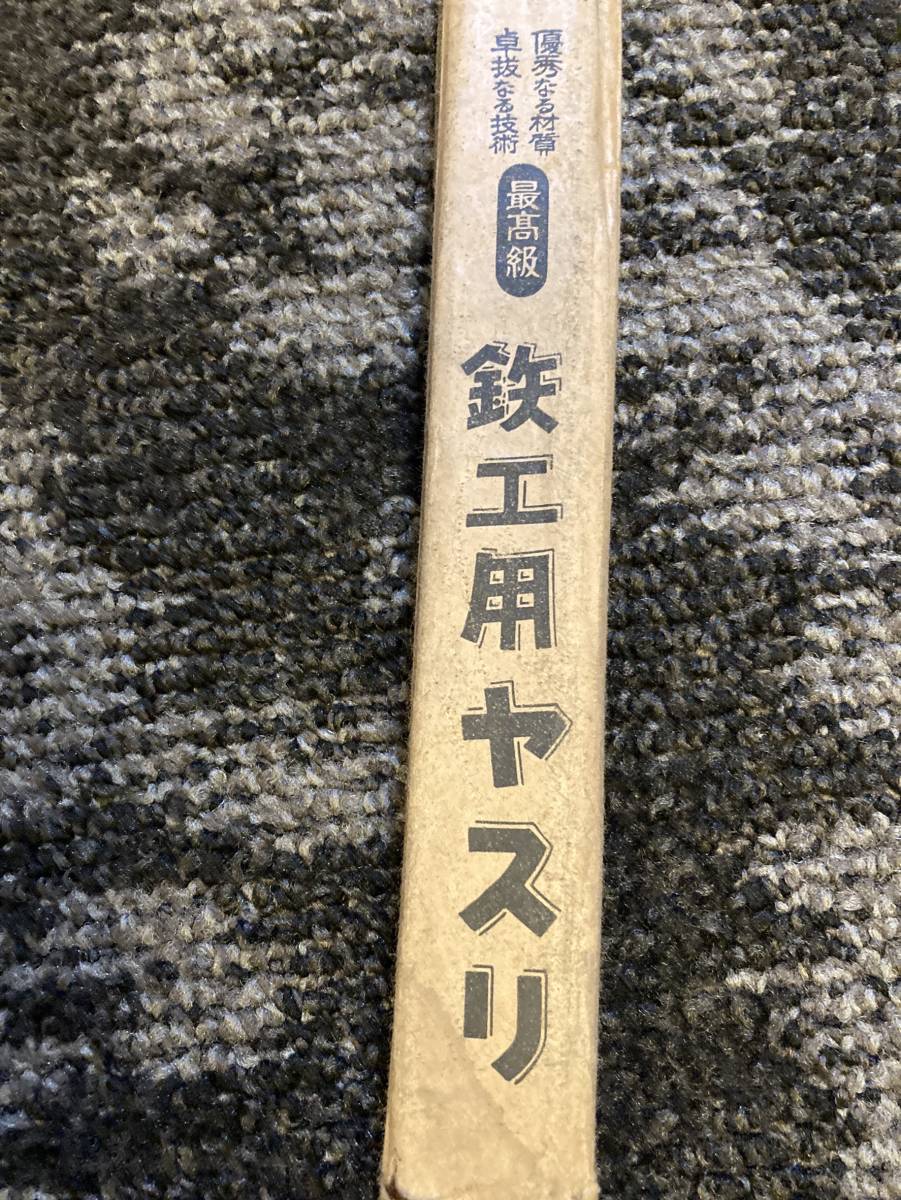 優秀なる材質
卓抜なる技術
最高級
鉄工用ヤスリ